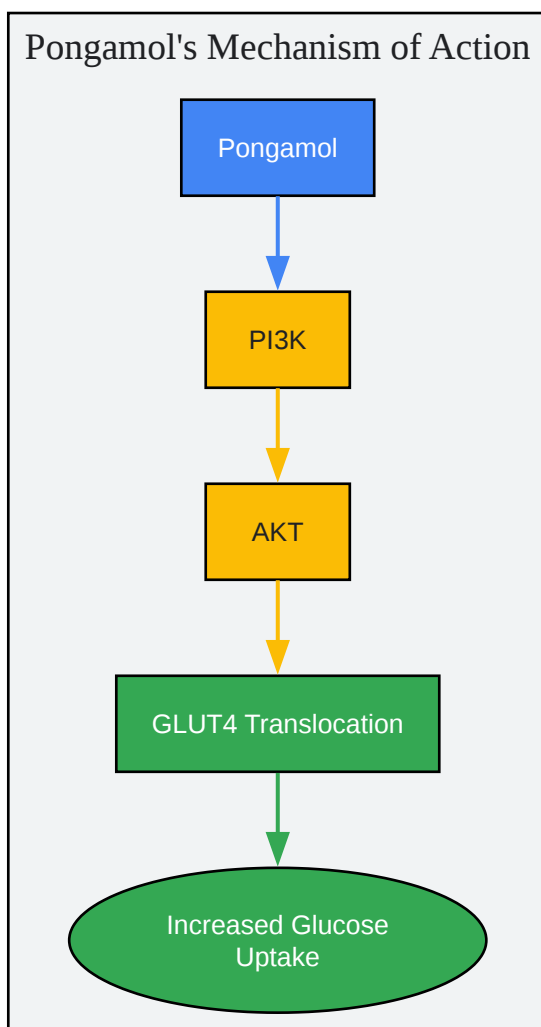 Pongamol's Mechanism of Action
Pongamol
PI3K
AKT
GLUT4 Translocation
Increased Glucose
Uptake